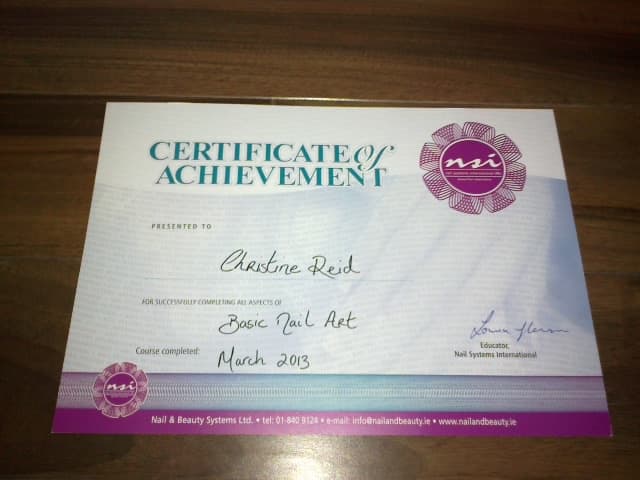 CERTIFICATE of
ACHIEVEMENT
nsi
PRESENTED TO
Christine Reid
FOR SUCCESSFULLY COMPLETING ALL ASPECTS OF
Basic Nail Art
Course completed:
March 2013
Educator,
Nail Systems International
nsi
Nail & Beauty Systems Ltd. • tel: 01-840 9124 • e-mail: info@nailandbeauty.ie • www.nailandbeauty.ie